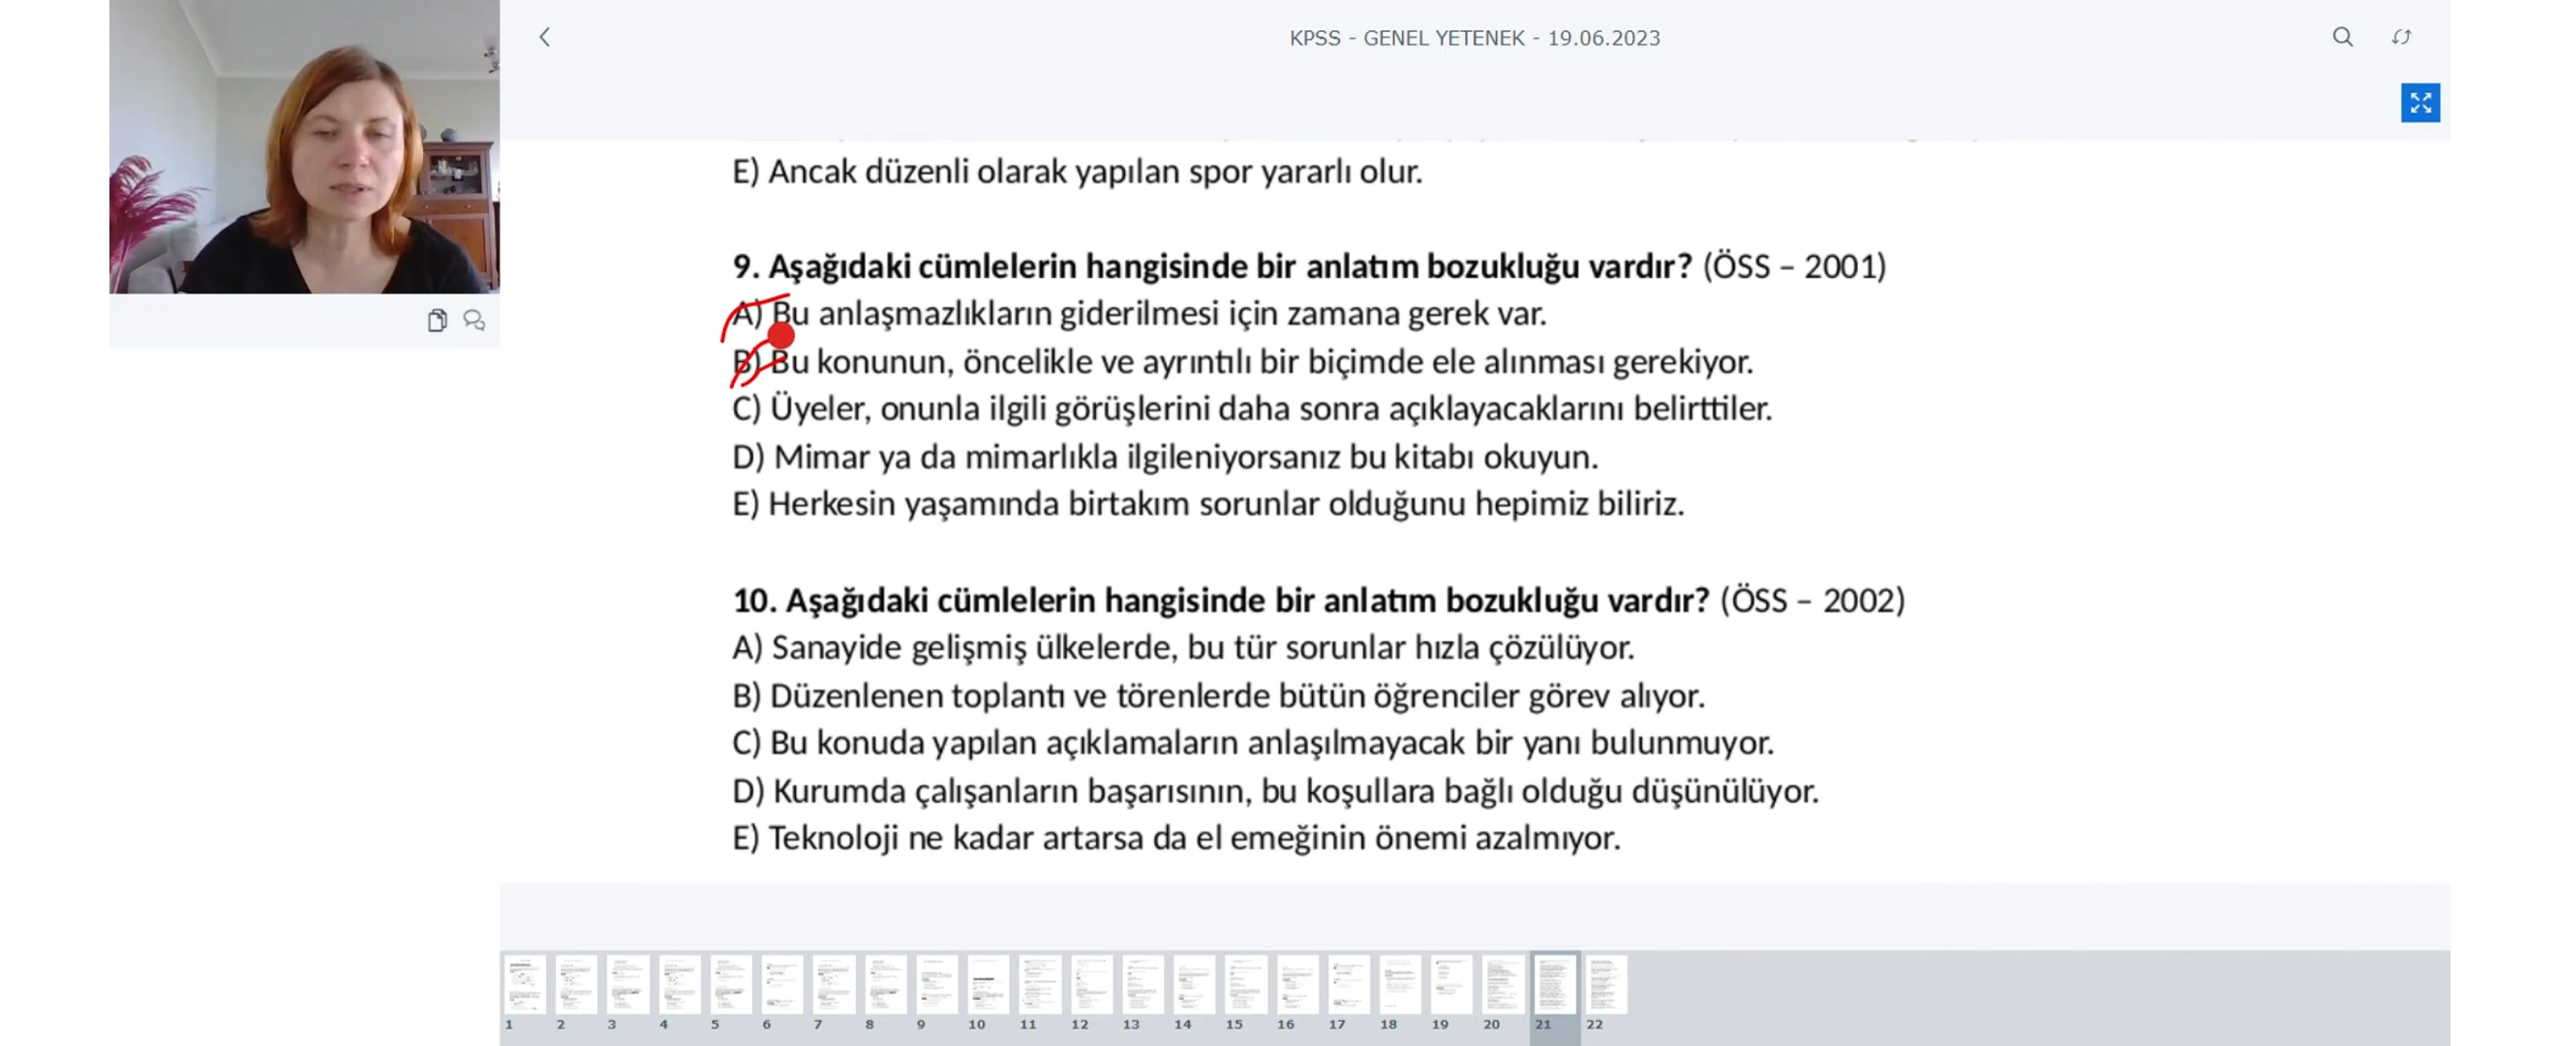 KPSS - GENEL YETENEK - 19.06.2023
E) Ancak düzenli olarak yapılan spor yararlı olur.
9. Aşağıdaki cümlelerin hangisinde bir anlatım bozukluğu vardır? (ÖSS – 2001)
A) Bu anlaşmazlıkların giderilmesi için zamana gerek var.
B) Bu konunun, öncelikle ve ayrıntılı bir biçimde ele alınması gerekiyor.
C) Üyeler, onunla ilgili görüşlerini daha sonra açıklayacaklarını belirttiler.
D) Mimar ya da mimarlıkla ilgileniyorsanız bu kitabı okuyun.
E) Herkesin yaşamında birtakım sorunlar olduğunu hepimiz biliriz.
10. Aşağıdaki cümlelerin hangisinde bir anlatım bozukluğu vardır? (ÖSS – 2002)
A) Sanayide gelişmiş ülkelerde, bu tür sorunlar hızla çözülüyor.
B) Düzenlenen toplantı ve törenlerde bütün öğrenciler görev alıyor.
C) Bu konuda yapılan açıklamaların anlaşılmayacak bir yanı bulunmuyor.
D) Kurumda çalışanların başarısının, bu koşullara bağlı olduğu düşünülüyor.
E) Teknoloji ne kadar artarsa da el emeğinin önemi azalmıyor.
1 2 3 4 5 6 7 8 9 10 11 12 13 14 15 16 17 18 19 20 21 22